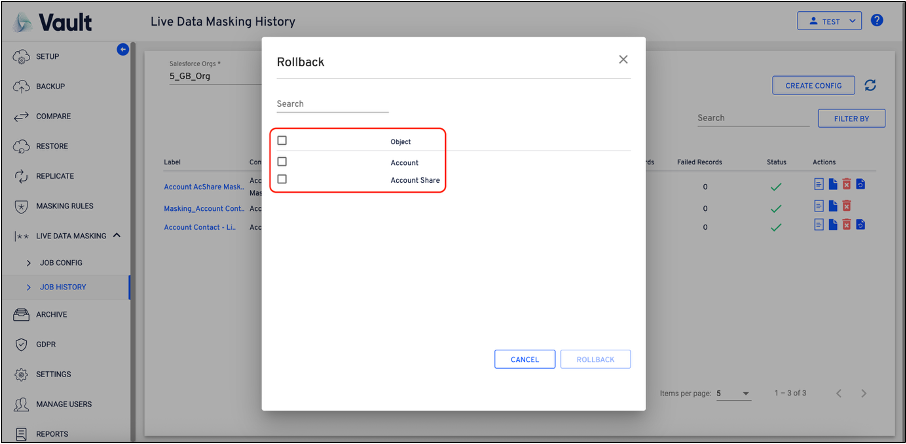 Vault
Live Data Masking History
TEST
?
SETUP
BACKUP
COMPARE
RESTORE
REPLICATE
MASKING RULES
LIVE DATA MASKING
JOB CONFIG
JOB HISTORY
ARCHIVE
GDPR
SETTINGS
MANAGE USERS
REPORTS
Salesforce Orgs *
5_GB_Org
CREATE CONFIG
Search
FILTER BY
Label Con rds Failed Records Status Actions
Account AcShare Mask.. Acc 0
Mas
Masking_Account Cont.. Acc 0
Account Contact - Li.. Acc 0
Items per page: 5 1 – 3 of 3
Rollback
Search
Object
Account
Account Share
CANCEL ROLLBACK